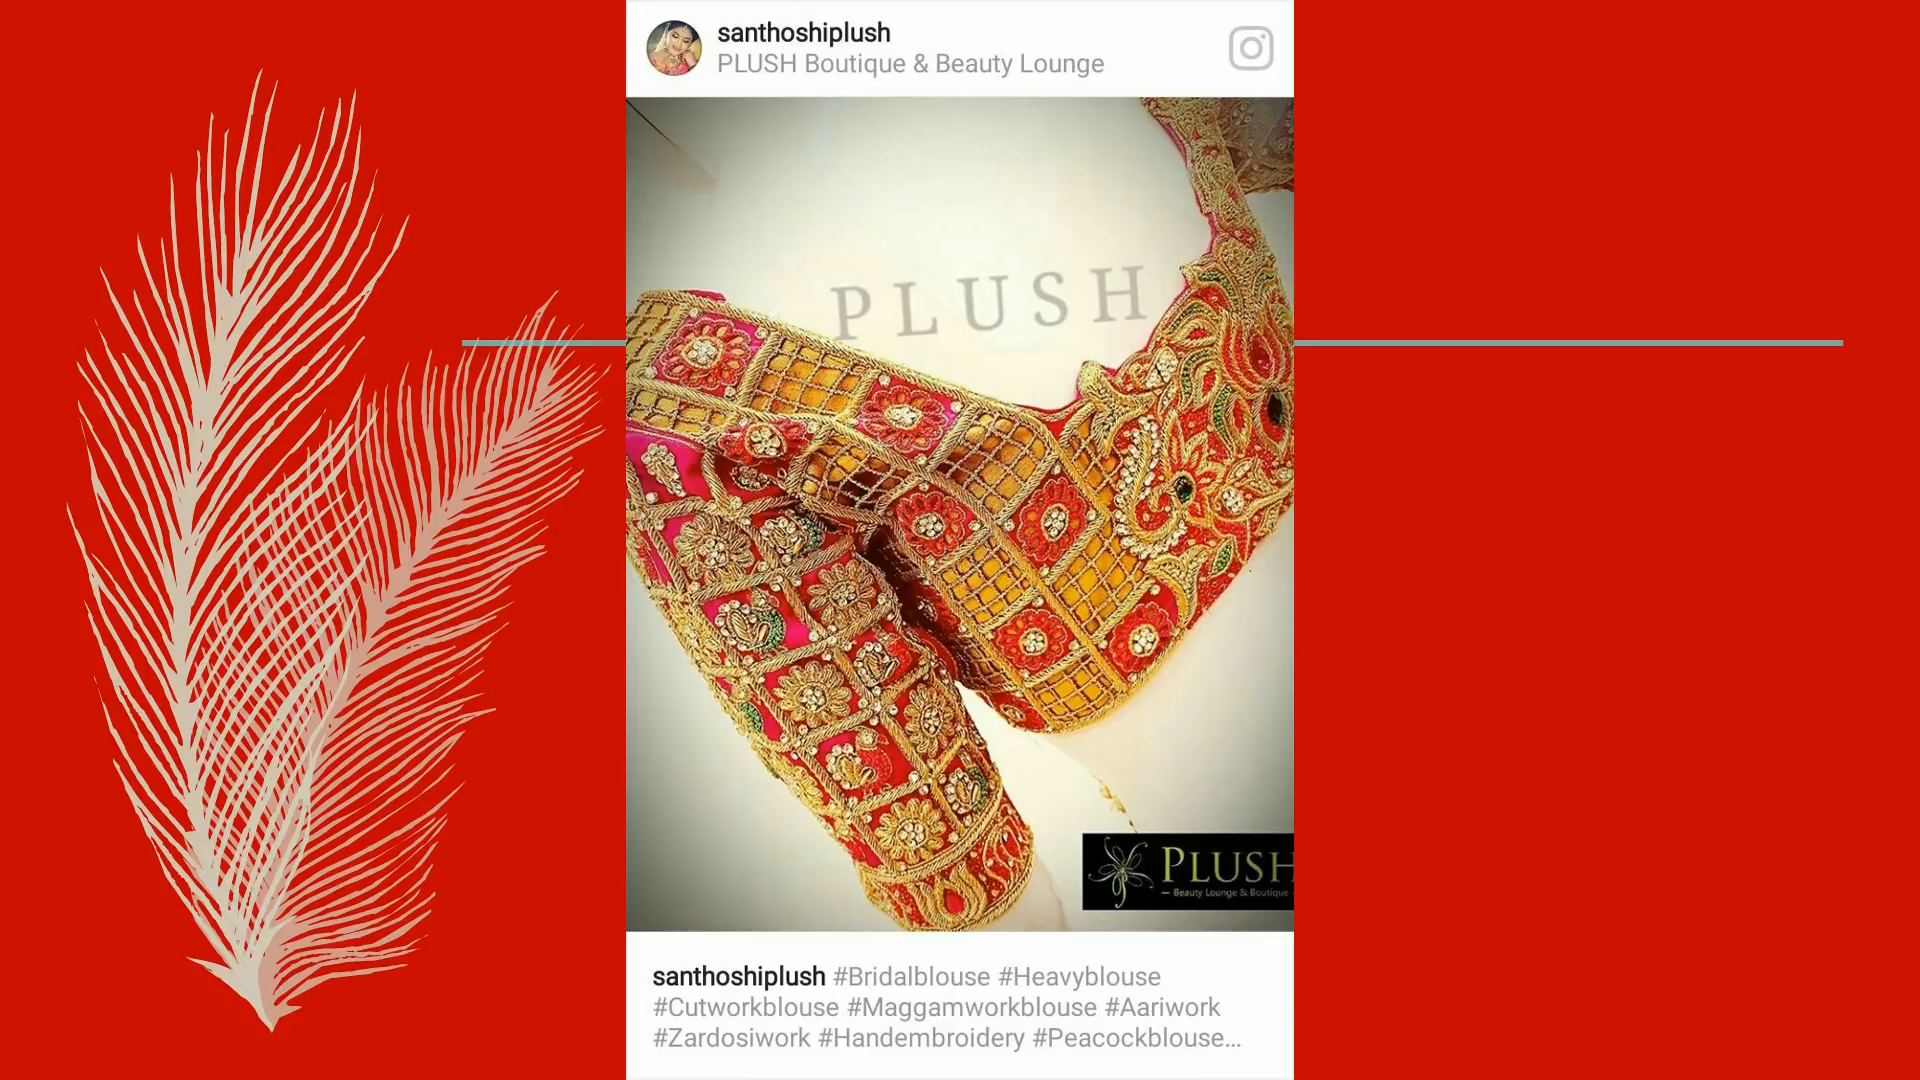 santhoshiplush
PLUSH Boutique & Beauty Lounge
PLUSH
PLUSH
Beauty Lounge & Boutique
santhoshiplush #Bridalblouse #Heavyblouse
#Cutworkblouse #Maggamworkblouse #Aariwork
#Zardosiwork #Handembroidery #Peacockblouse...